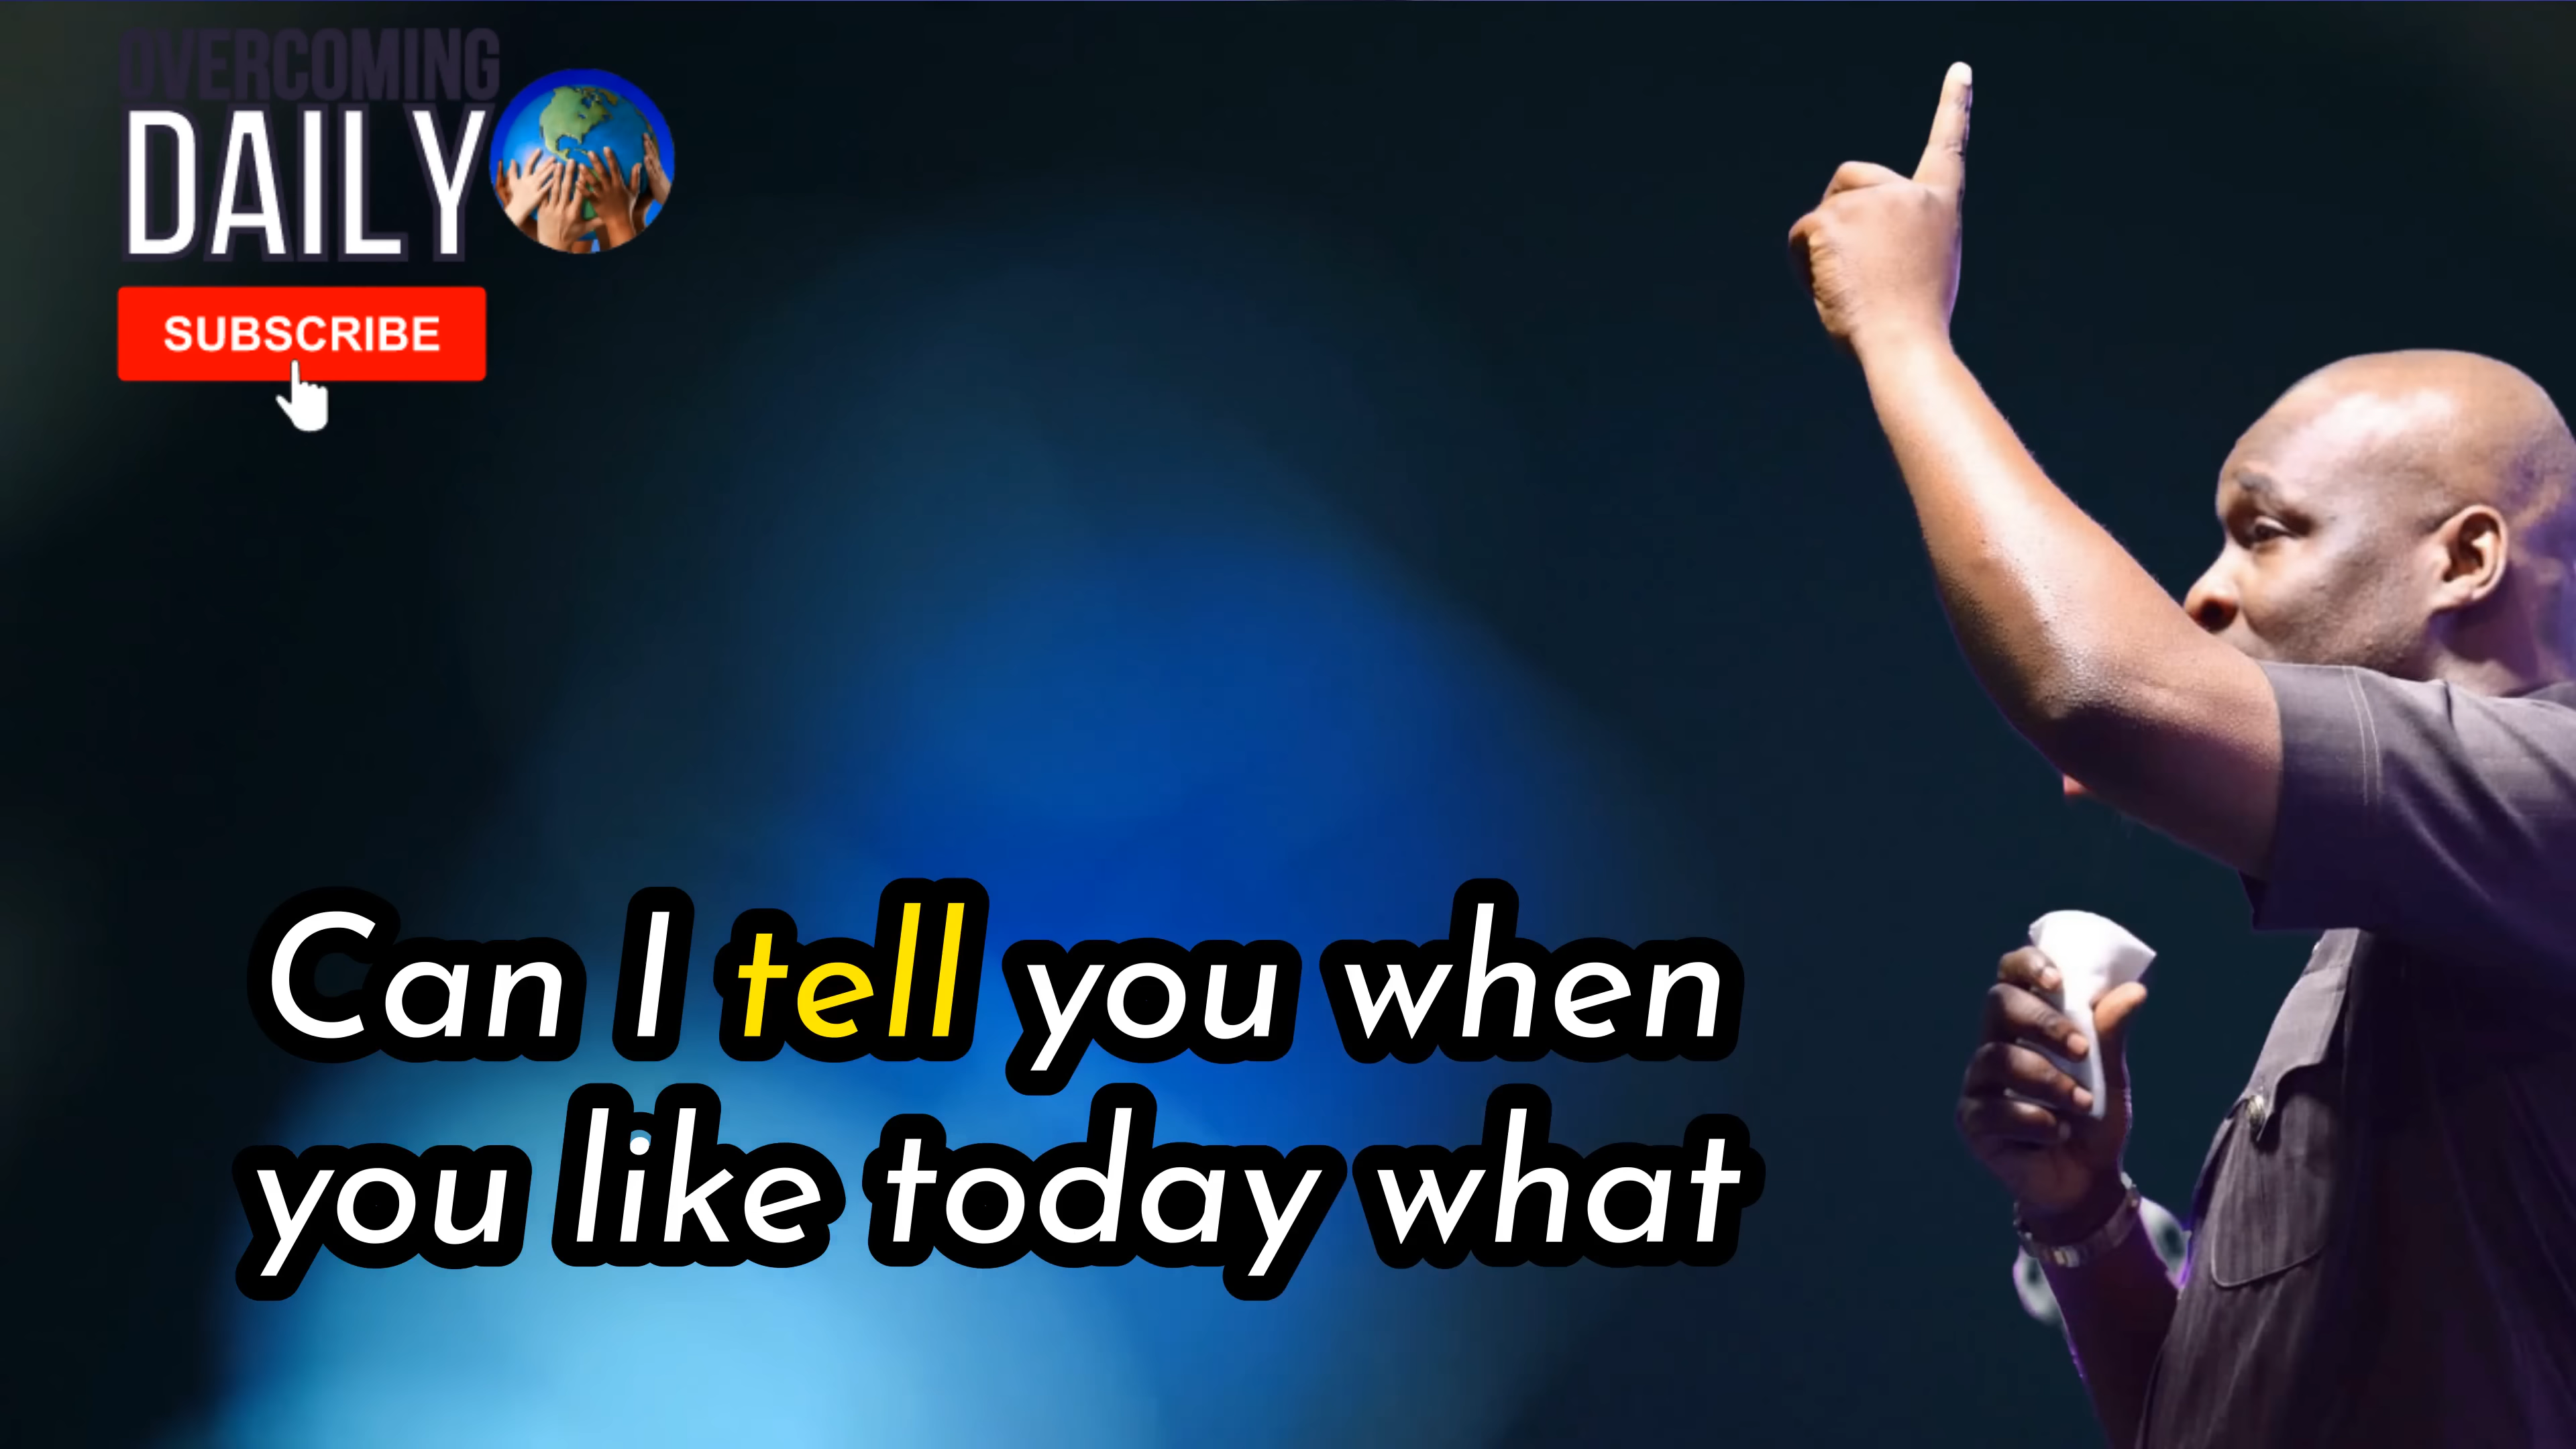 OVERCOMING
DAILY
SUBSCRIBE
Can I tell you when
you like today what